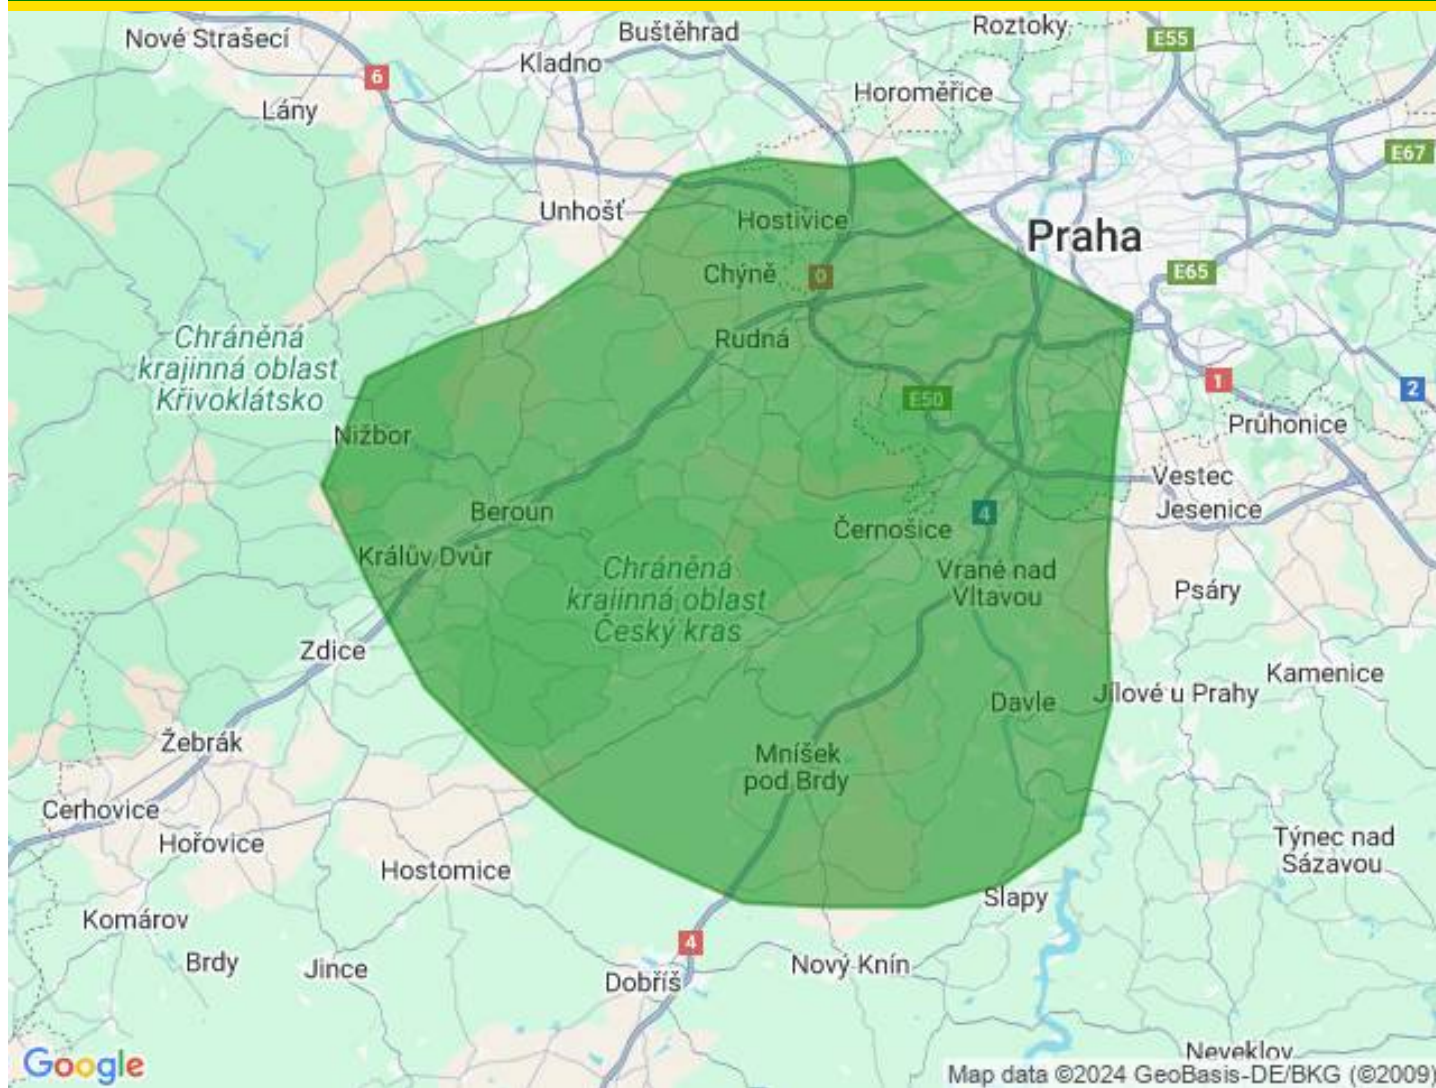 Nové Strašecí
Buštěhrad
Roztoky
E55
Kladno
6
Horoměřice
Lány
E67
Unhošť
Hostivice
Praha
Chýně
0
E65
Rudná
Chráněná
krajinná oblast
Křivoklátsko
E50
1
2
Nižbor
Průhonice
Vestec
Beroun
4
Jesenice
Černošice
Králův Dvůr
Chráněná
krajinná oblast
Český kras
Vrané nad
Vltavou
Psáry
Zdice
Kamenice
Davle
Jílové u Prahy
Žebrák
Mníšek
pod Brdy
Cerhovice
Hořovice
Týnec nad
Sázavou
Hostomice
Slapy
Komárov
4
Brdy
Jince
Nový Knín
Dobříš
Neveklov
Google
Map data ©2024 GeoBasis-DE/BKG (©2009)